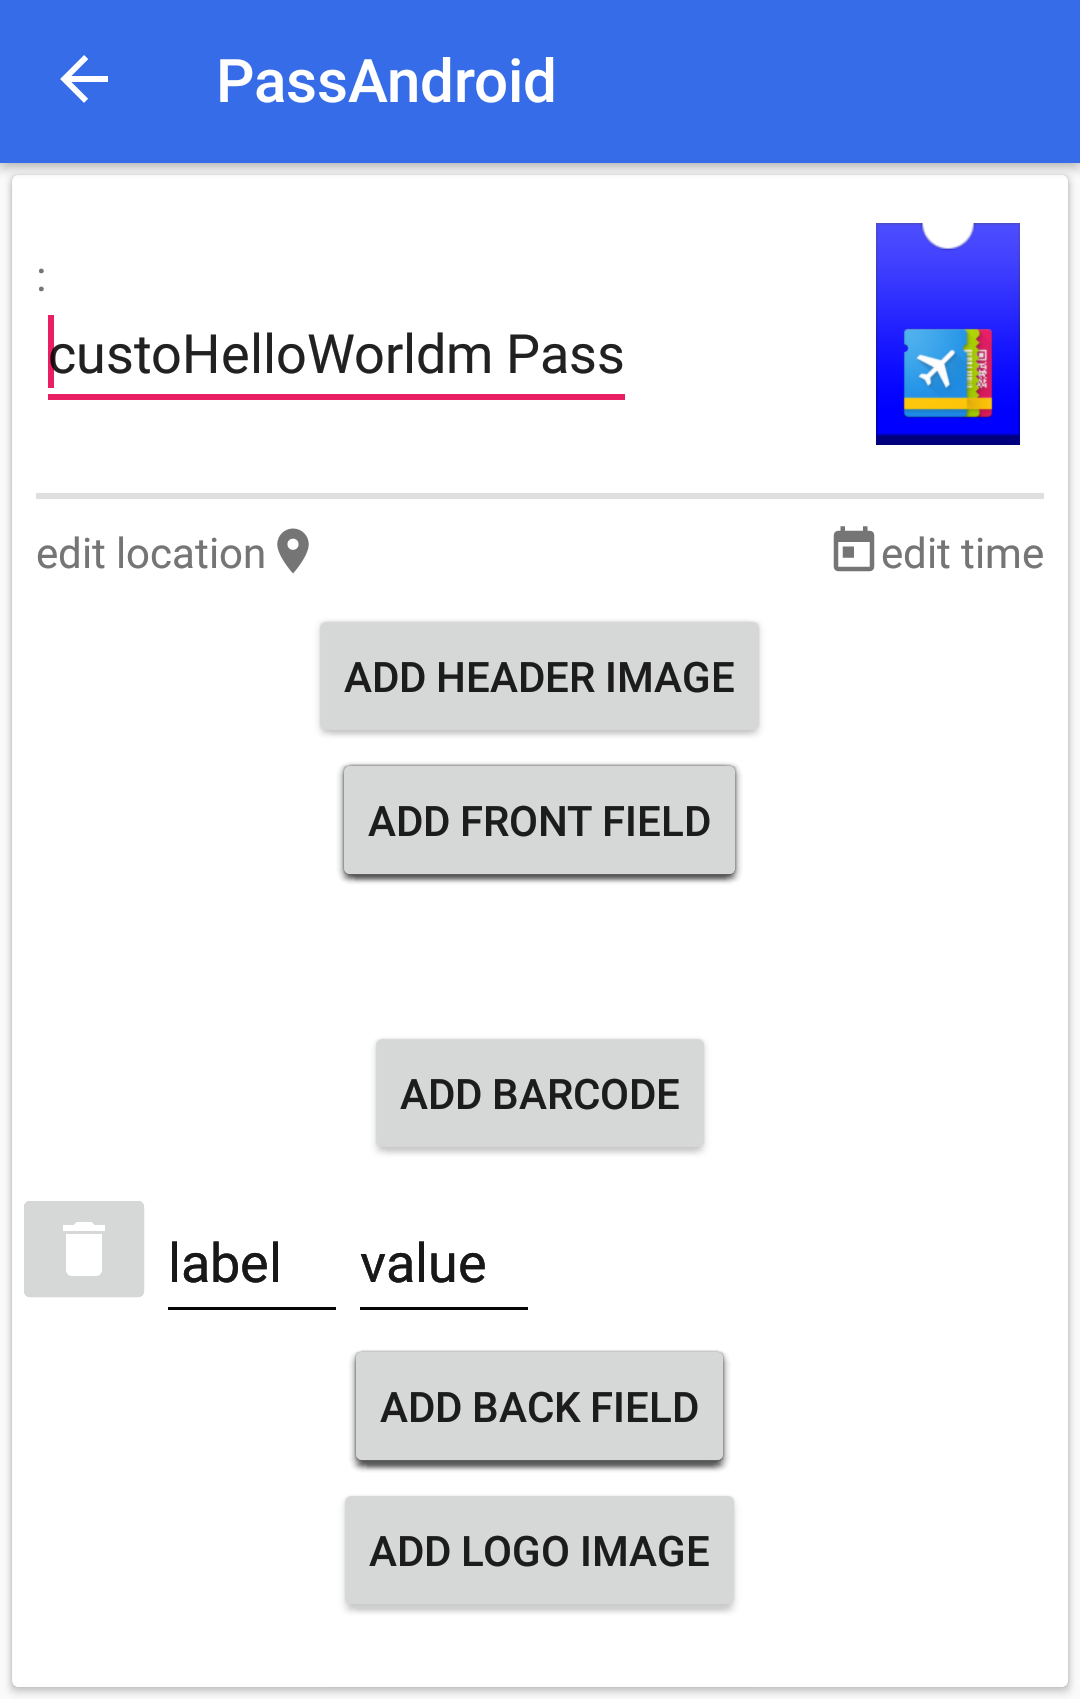 PassAndroid
:
custoHelloWorldm Pass
edit location
edit time
ADD HEADER IMAGE
ADD FRONT FIELD
ADD BARCODE
label value
ADD BACK FIELD
ADD LOGO IMAGE